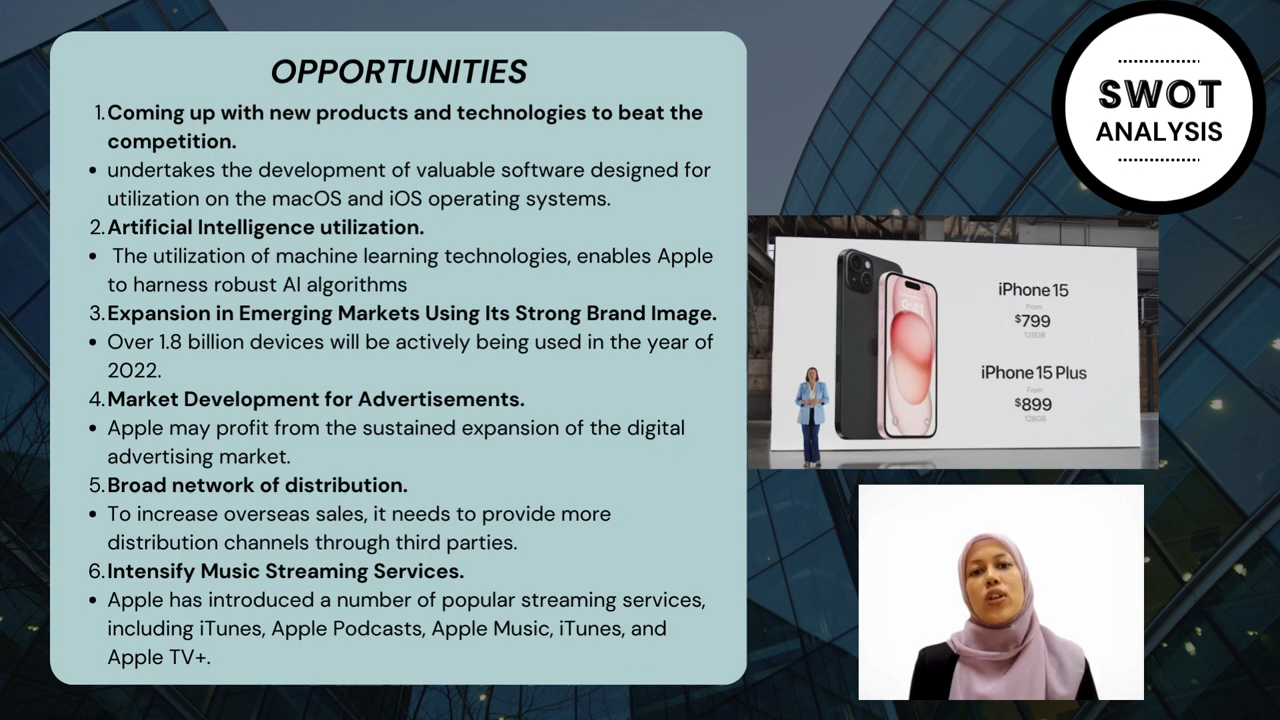 OPPORTUNITIES
1. Coming up with new products and technologies to beat the
competition.
• undertakes the development of valuable software designed for
utilization on the macOS and iOS operating systems.
2. Artificial Intelligence utilization.
• The utilization of machine learning technologies, enables Apple
to harness robust AI algorithms
3. Expansion in Emerging Markets Using Its Strong Brand Image.
• Over 1.8 billion devices will be actively being used in the year of
2022.
4. Market Development for Advertisements.
• Apple may profit from the sustained expansion of the digital
advertising market.
5. Broad network of distribution.
• To increase overseas sales, it needs to provide more
distribution channels through third parties.
6. Intensify Music Streaming Services.
• Apple has introduced a number of popular streaming services,
including iTunes, Apple Podcasts, Apple Music, iTunes, and
Apple TV+.
SWOT
ANALYSIS
iPhone 15
From
$799
128GB
iPhone 15 Plus
From
$899
128GB